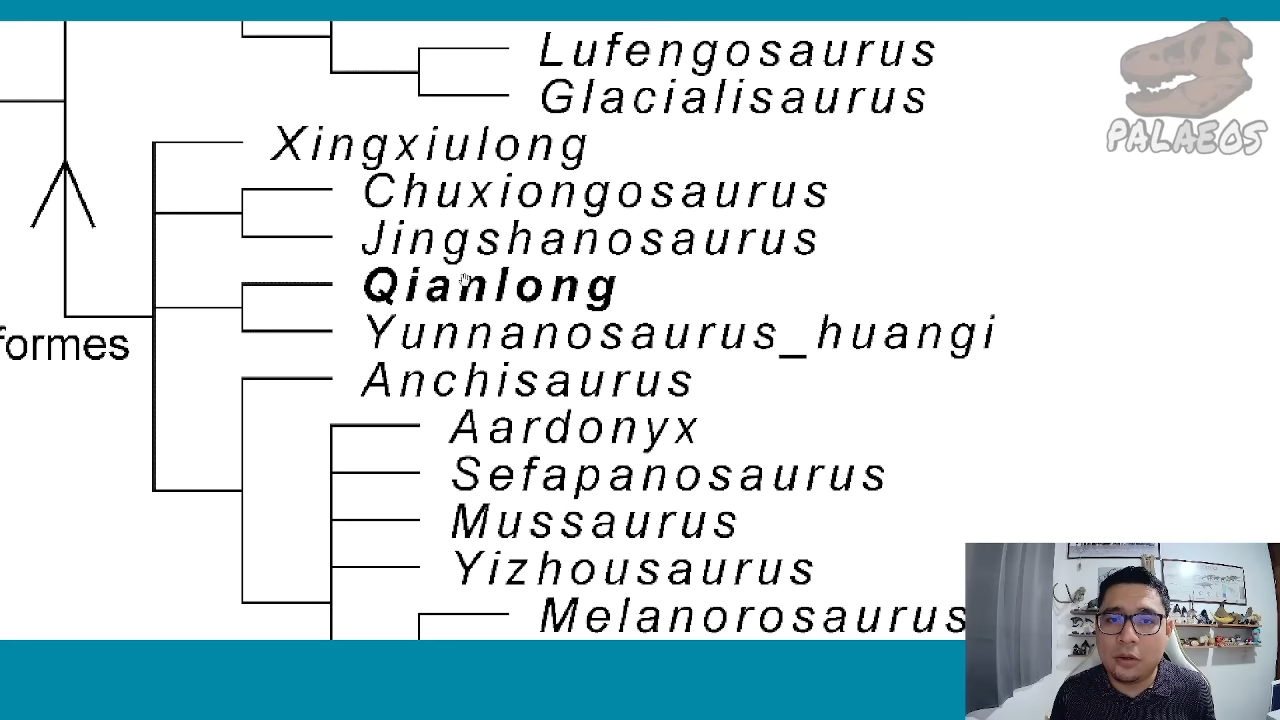 Lufengosaurus
PALAEOS
Glacialisaurus
Xingxiulong
Chuxiongosaurus
Jingshanosaurus
Qianlong
Yunnanosaurus_huangi
formes
Anchisaurus
Aardonyx
Sefapanosaurus
Mussaurus
Yizhousaurus
Melanorosaurus